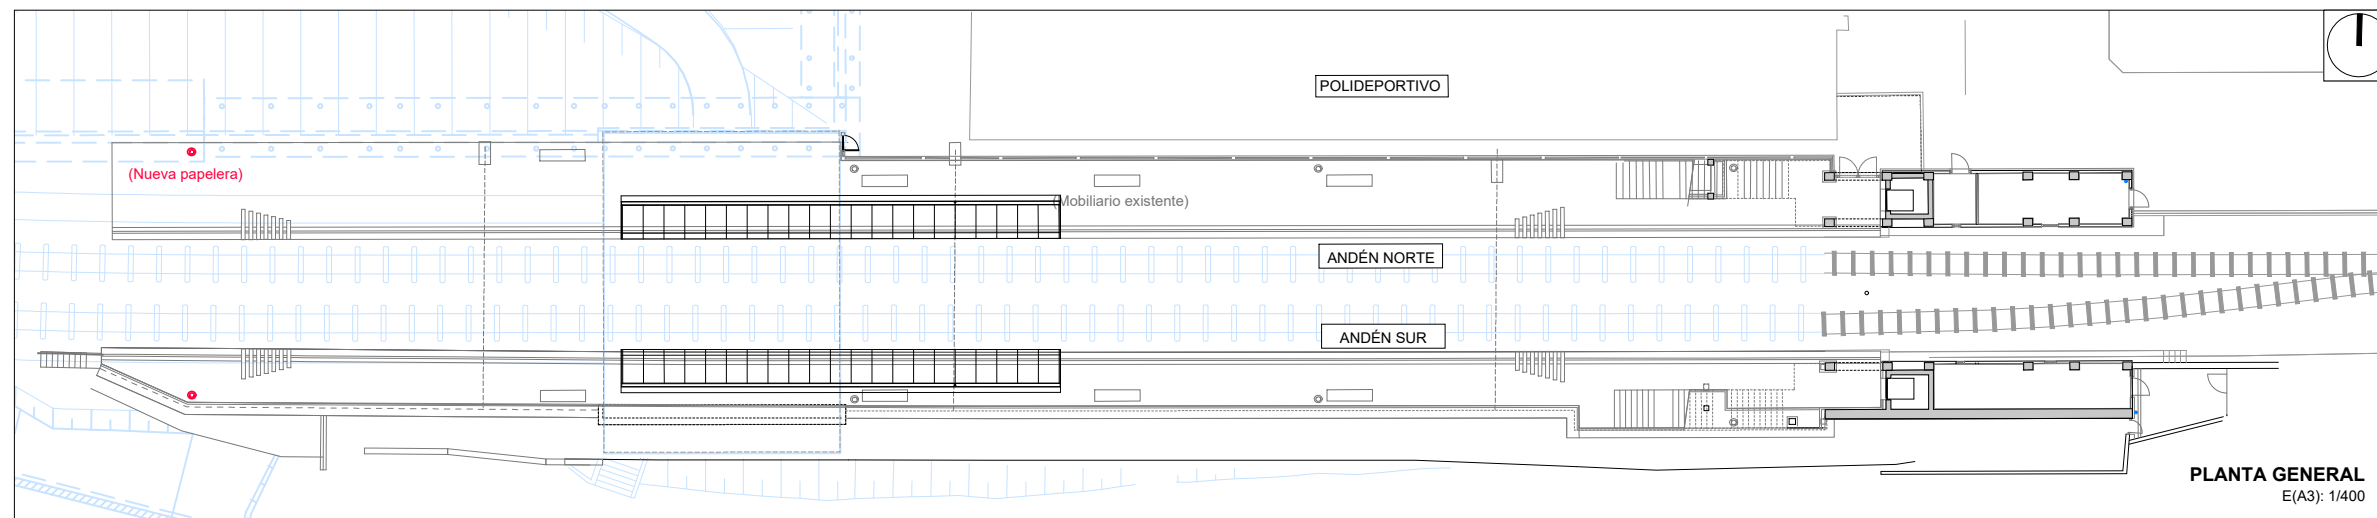 POLIDEPORTIVO
(Nueva papelera)
(Mobiliario existente)
ANDÉN NORTE
ANDÉN SUR
PLANTA GENERAL
E(A3): 1/400